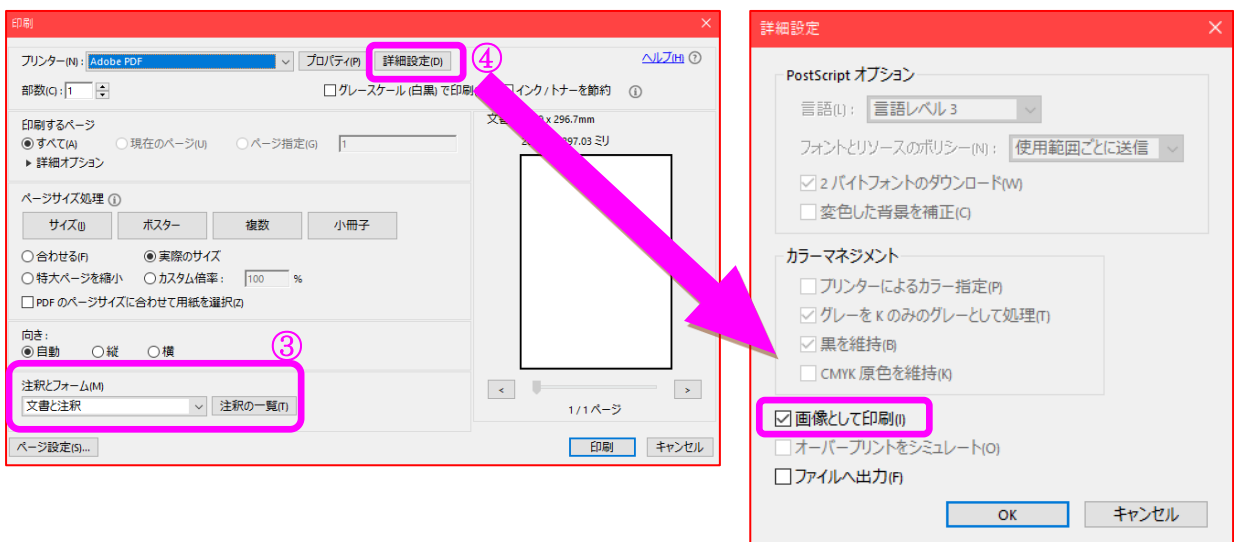 印刷
プリンター(N): Adobe PDF プロパティ(P) 詳細設定(D) ④ ヘルプ(H)
部数(C): 1 グレースケール (白黒) で印刷 インク / トナーを節約
印刷するページ
すべて(A) 現在のページ(U) ページ指定(G) 1
詳細オプション
文書 x 296.7mm
97.03 ミリ
ページサイズ処理
サイズ(I) ポスター 複数 小冊子
合わせる(F) 実際のサイズ
特大ページを縮小 カスタム倍率: 100 %
PDF のページサイズに合わせて用紙を選択(Z)
向き:
自動 縦 横
③
注釈とフォーム(M)
文書と注釈 注釈の一覧(T)
< >
1 / 1 ページ
ページ設定(S)... 印刷 キャンセル
詳細設定
PostScript オプション
言語(L): 言語レベル 3
フォントとリソースのポリシー(N): 使用範囲ごとに送信
2 バイトフォントのダウンロード(W)
変色した背景を補正(C)
カラーマネジメント
プリンターによるカラー指定(P)
グレーを K のみのグレーとして処理(T)
黒を維持(B)
CMYK 原色を維持(K)
画像として印刷(I)
オーバープリントをシミュレート(O)
ファイルへ出力(F)
OK キャンセル